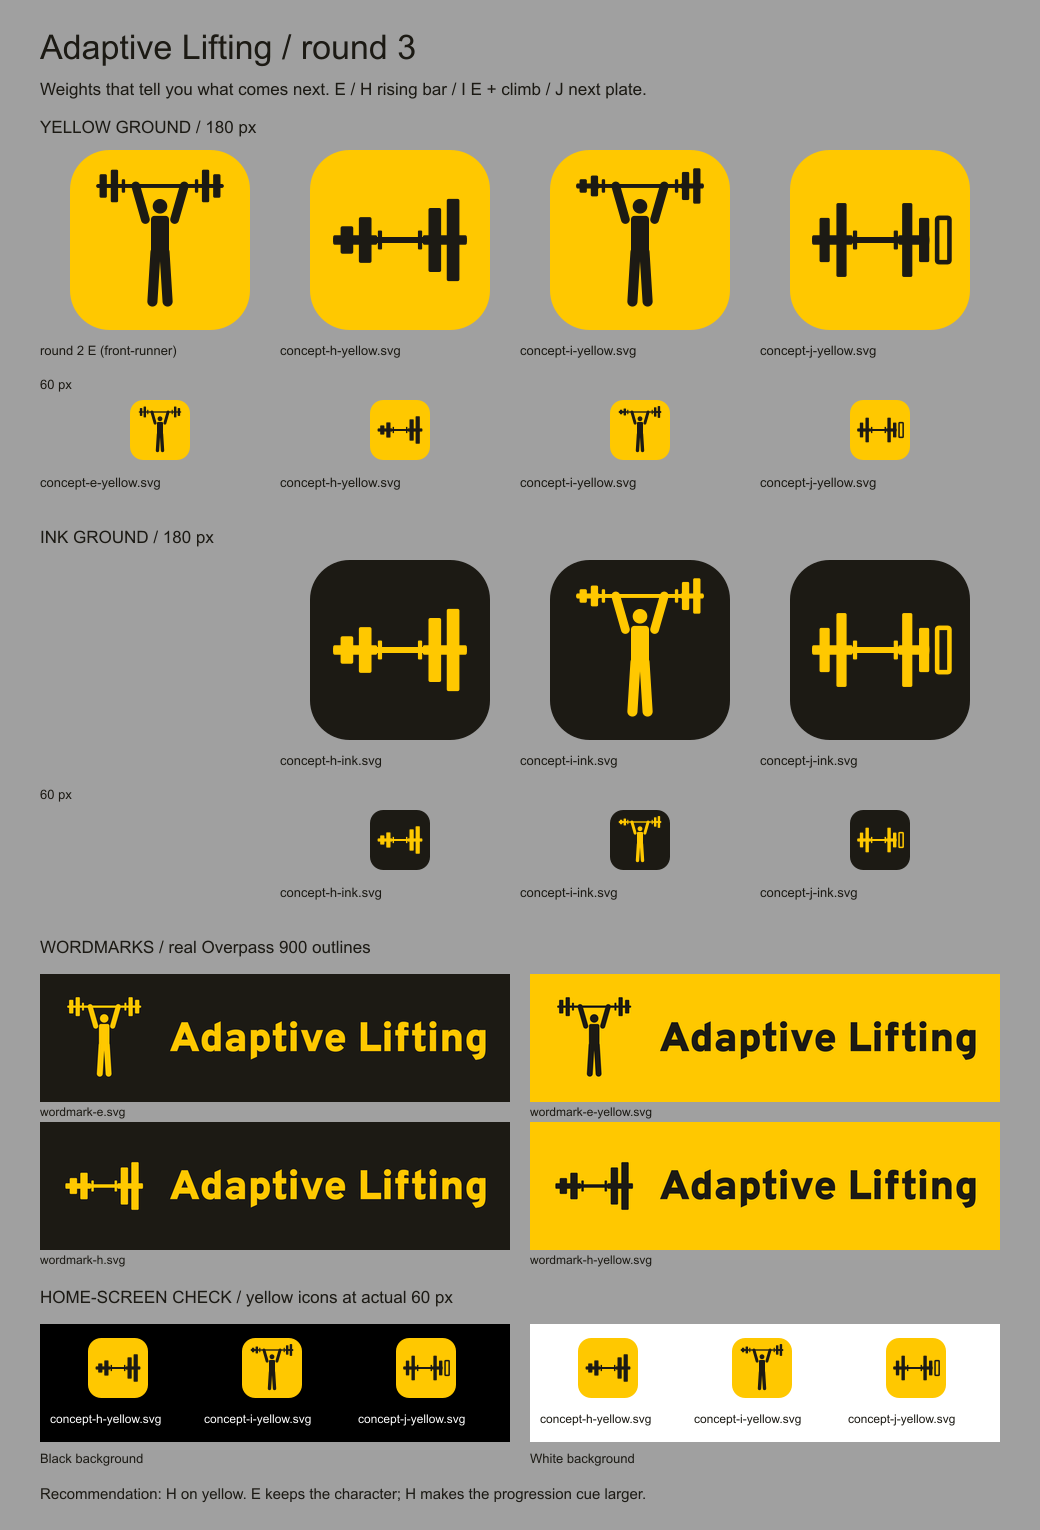 Adaptive Lifting / round 3
Weights that tell you what comes next. E / H rising bar / I E + climb / J next plate.
YELLOW GROUND / 180 px
round 2 E (front-runner)
concept-h-yellow.svg
concept-i-yellow.svg
concept-j-yellow.svg
60 px
concept-e-yellow.svg
concept-h-yellow.svg
concept-i-yellow.svg
concept-j-yellow.svg
INK GROUND / 180 px
concept-h-ink.svg
concept-i-ink.svg
concept-j-ink.svg
60 px
concept-h-ink.svg
concept-i-ink.svg
concept-j-ink.svg
WORDMARKS / real Overpass 900 outlines
Adaptive Lifting
Adaptive Lifting
wordmark-e.svg
wordmark-e-yellow.svg
Adaptive Lifting
Adaptive Lifting
wordmark-h.svg
wordmark-h-yellow.svg
HOME-SCREEN CHECK / yellow icons at actual 60 px
concept-h-yellow.svg
concept-i-yellow.svg
concept-j-yellow.svg
concept-h-yellow.svg
concept-i-yellow.svg
concept-j-yellow.svg
Black background
White background
Recommendation: H on yellow. E keeps the character; H makes the progression cue larger.